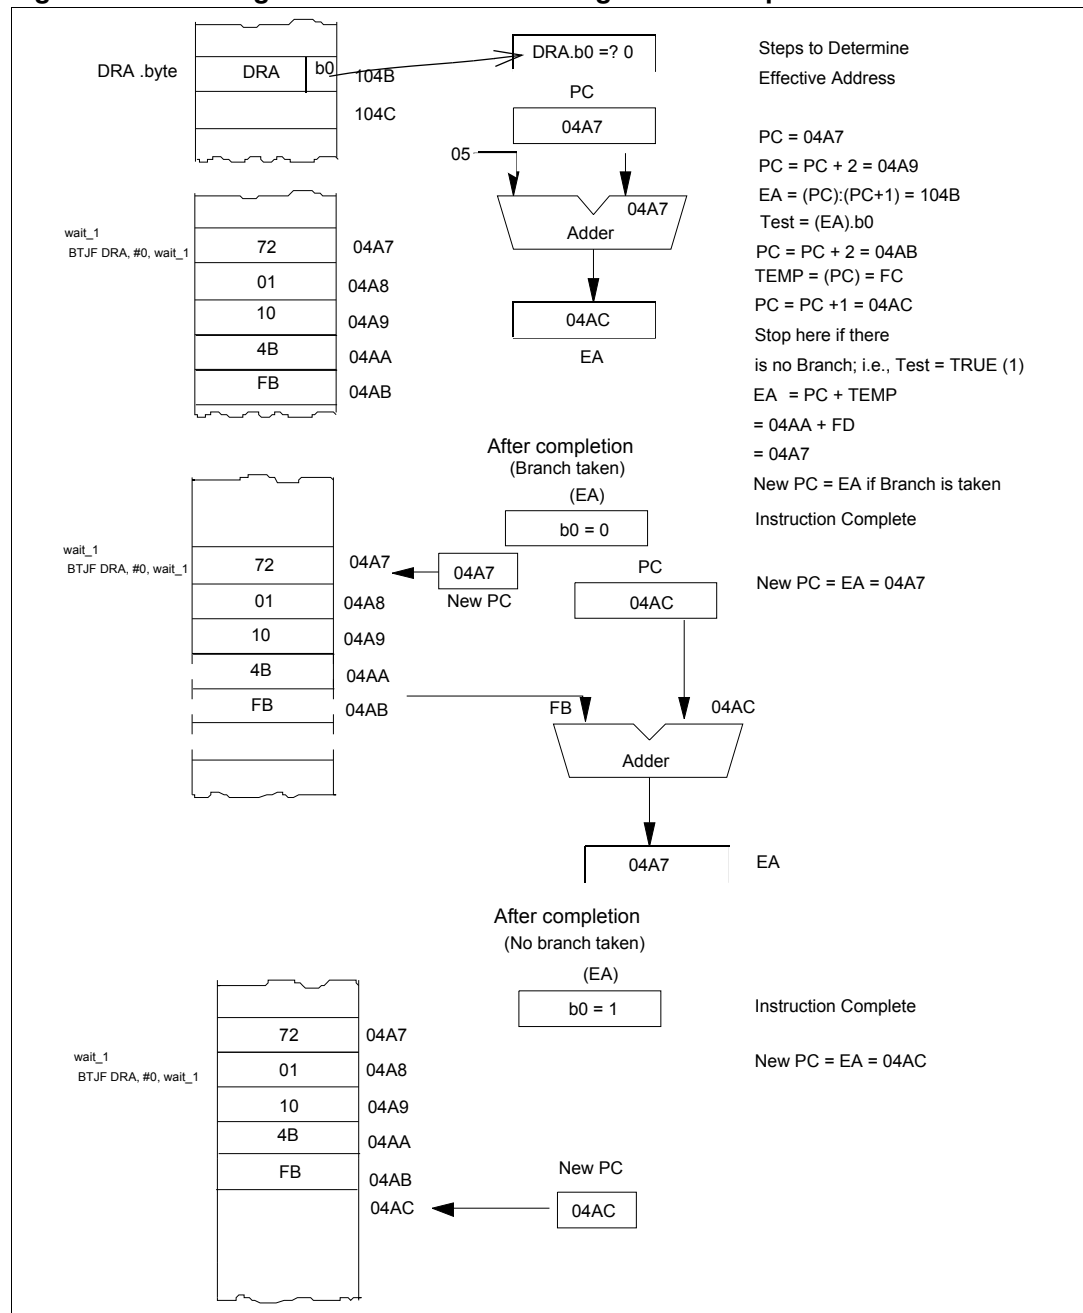 DRA .byte
DRA
b0
104B
104C
DRA.b0 =? 0
PC
04A7
05
04A7
Adder
04AC
EA
Steps to Determine
Effective Address
PC = 04A7
PC = PC + 2 = 04A9
EA = (PC):(PC+1) = 104B
Test = (EA).b0
PC = PC + 2 = 04AB
TEMP = (PC) = FC
PC = PC +1 = 04AC
Stop here if there
is no Branch; i.e., Test = TRUE (1)
EA = PC + TEMP
= 04AA + FD
= 04A7
New PC = EA if Branch is taken
Instruction Complete
New PC = EA = 04A7
wait_1
BTJF DRA, #0, wait_1
72 04A7
01 04A8
10 04A9
4B 04AA
FB 04AB
After completion
(Branch taken)
(EA)
b0 = 0
wait_1
BTJF DRA, #0, wait_1
72 04A7
01 04A8
10 04A9
4B 04AA
FB 04AB
04A7
New PC
PC
04AC
FB
04AC
Adder
04A7
EA
After completion
(No branch taken)
(EA)
b0 = 1
Instruction Complete
New PC = EA = 04AC
wait_1
BTJF DRA, #0, wait_1
72 04A7
01 04A8
10 04A9
4B 04AA
FB 04AB
04AC
New PC
04AC